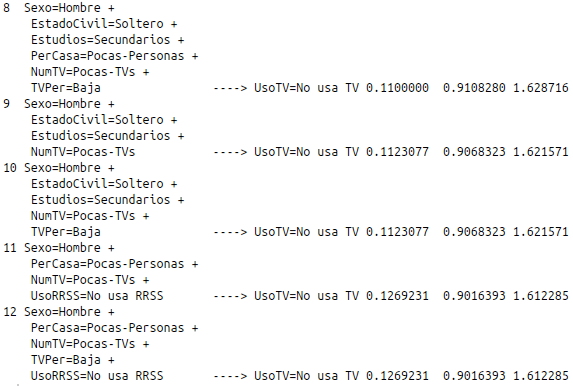 8  Sexo=Hombre +
EstadoCivil=Soltero +
Estudios=Secundarios +
PerCasa=Pocas-Personas +
NumTV=Pocas-TVs +
TVPer=Baja                ----> UsoTV=No usa TV 0.1100000  0.9108280 1.628716
9  Sexo=Hombre +
EstadoCivil=Soltero +
Estudios=Secundarios +
NumTV=Pocas-TVs           ----> UsoTV=No usa TV 0.1123077  0.9068323 1.621571
10 Sexo=Hombre +
EstadoCivil=Soltero +
Estudios=Secundarios +
NumTV=Pocas-TVs +
TVPer=Baja                ----> UsoTV=No usa TV 0.1123077  0.9068323 1.621571
11 Sexo=Hombre +
PerCasa=Pocas-Personas +
NumTV=Pocas-TVs +
UsoRRSS=No usa RRSS       ----> UsoTV=No usa TV 0.1269231  0.9016393 1.612285
12 Sexo=Hombre +
PerCasa=Pocas-Personas +
NumTV=Pocas-TVs +
TVPer=Baja +
UsoRRSS=No usa RRSS       ----> UsoTV=No usa TV 0.1269231  0.9016393 1.612285